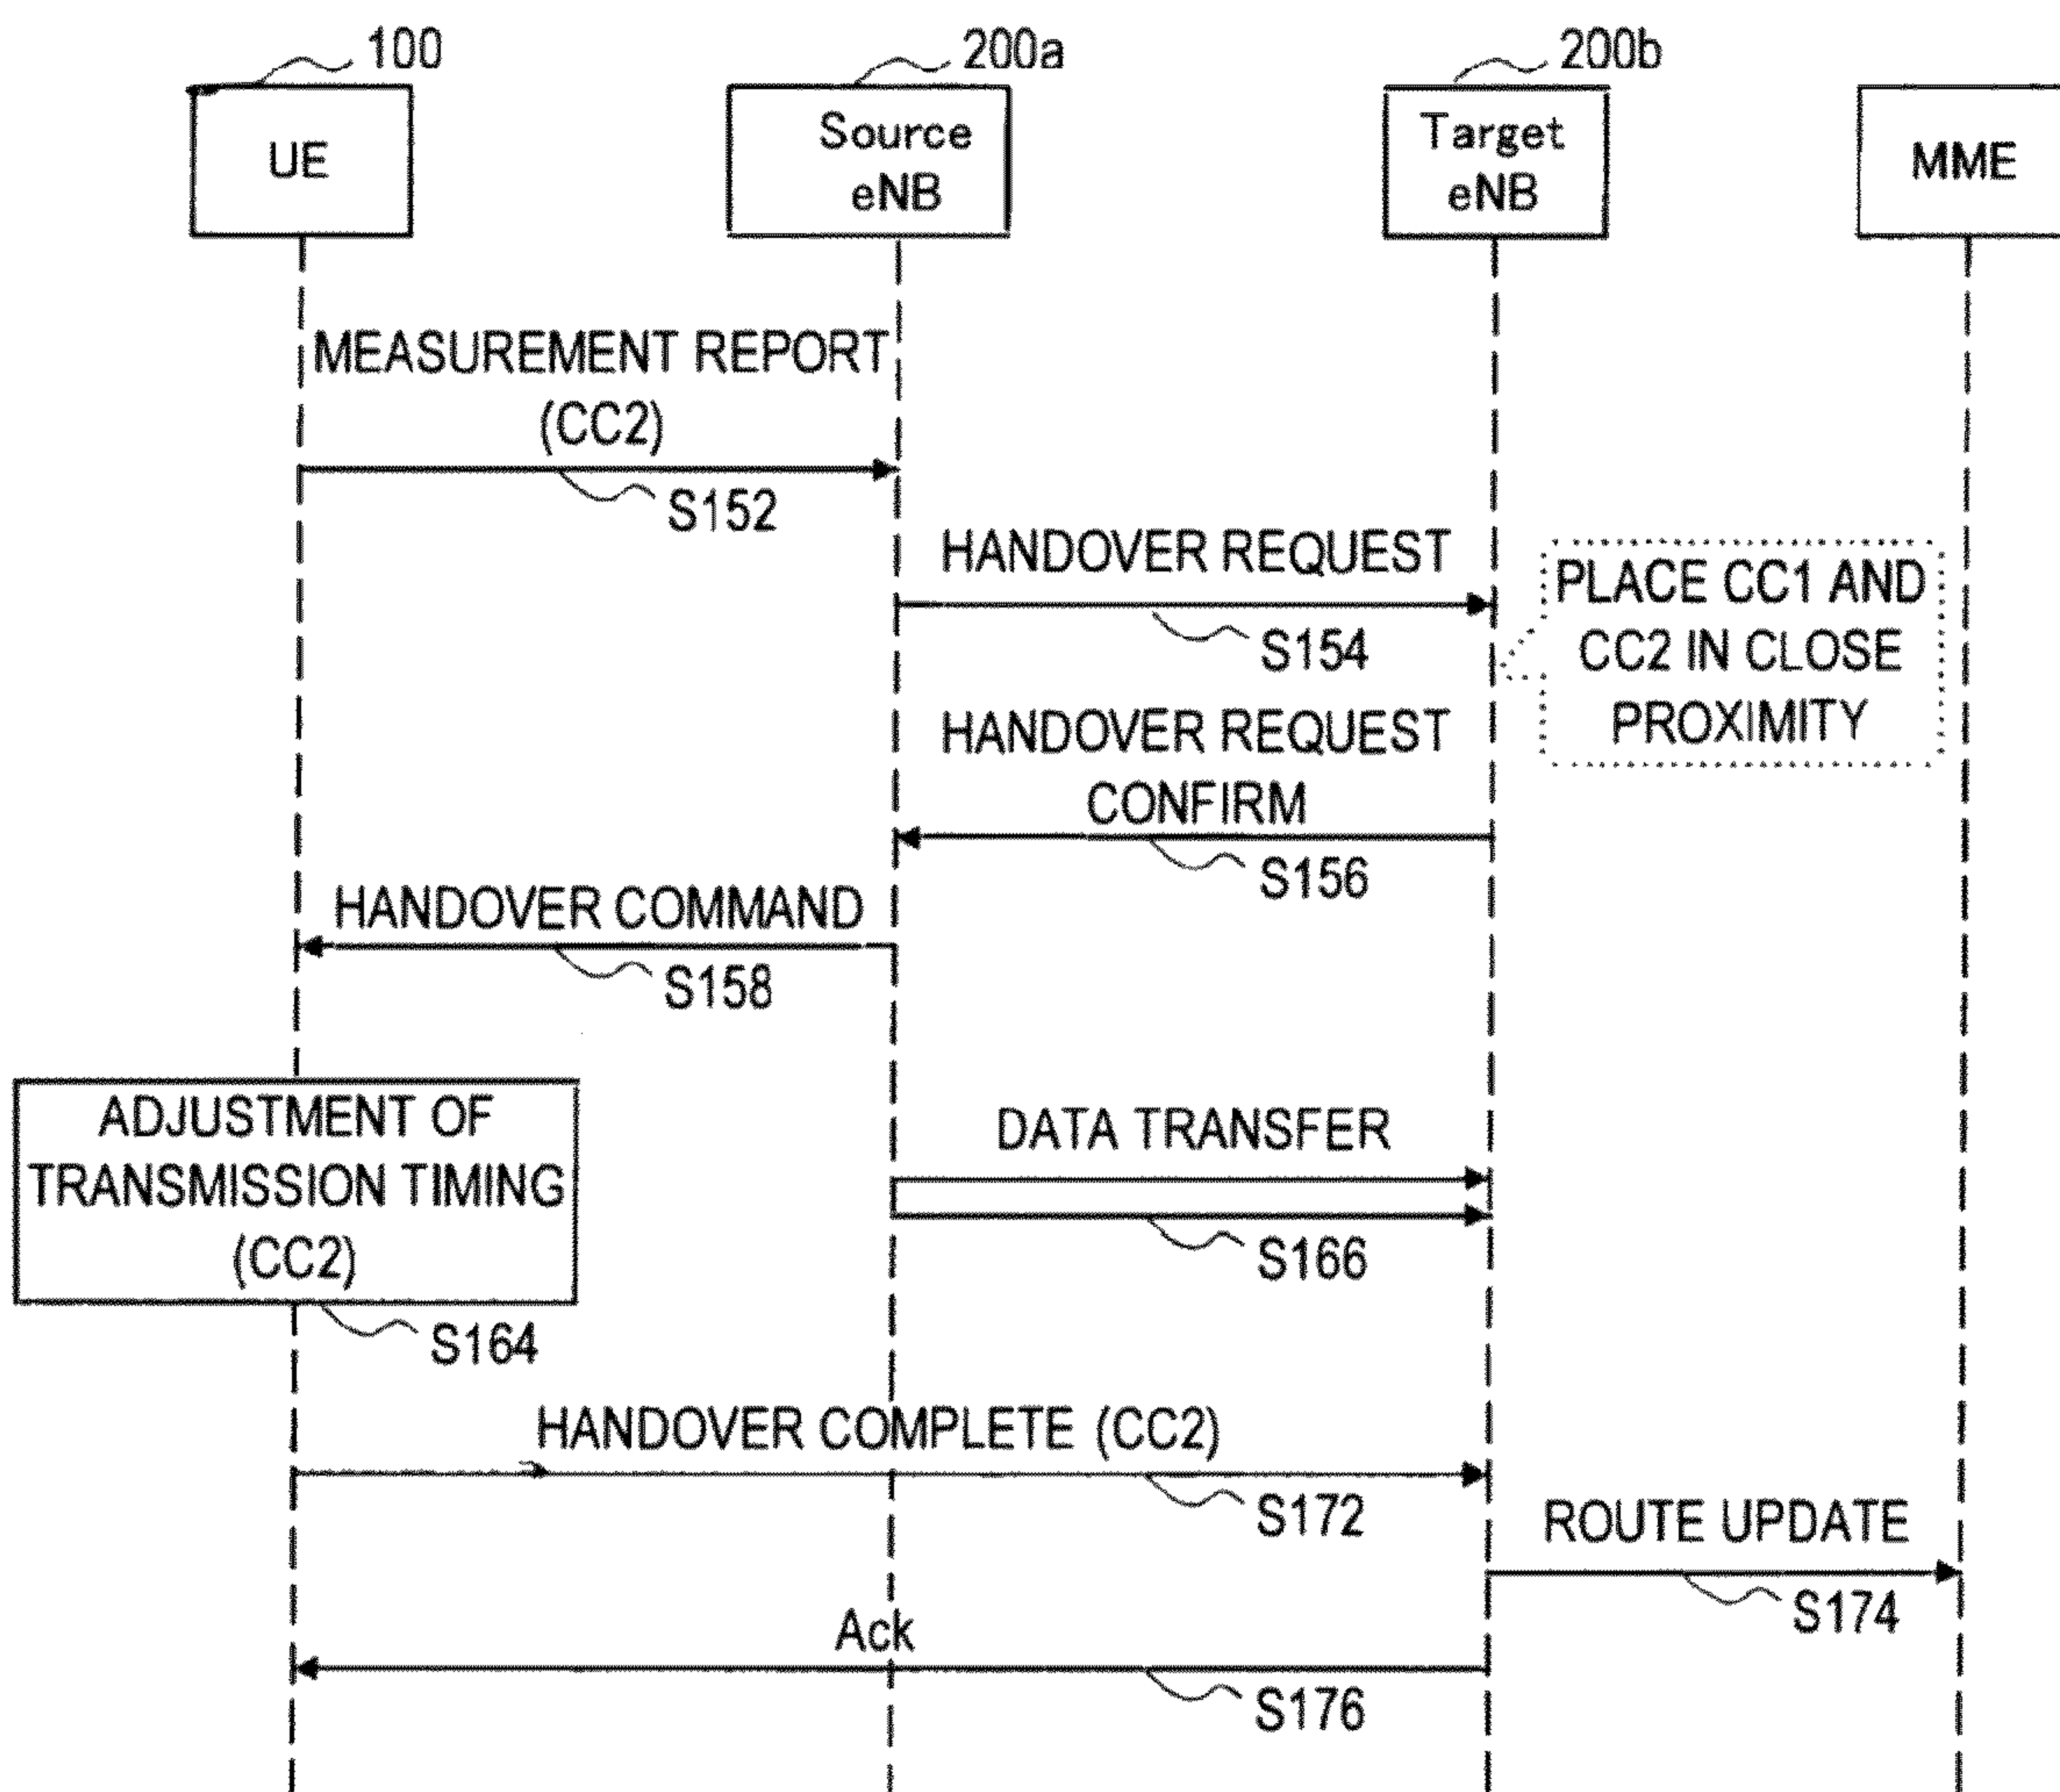 100
200a
200b
UE
Source
eNB
Target
eNB
MME
MEASUREMENT REPORT
(CC2)
S152
HANDOVER REQUEST
S154
PLACE CC1 AND
CC2 IN CLOSE
PROXIMITY
HANDOVER REQUEST
CONFIRM
S156
HANDOVER COMMAND
S158
ADJUSTMENT OF
TRANSMISSION TIMING
(CC2)
S164
DATA TRANSFER
S166
HANDOVER COMPLETE (CC2)
S172
ROUTE UPDATE
S174
Ack
S176